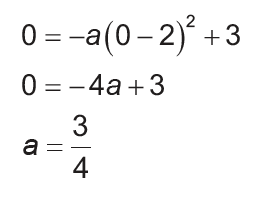 0 = −a(0 − 2)² + 3
0 = −4a + 3
a = 3/4